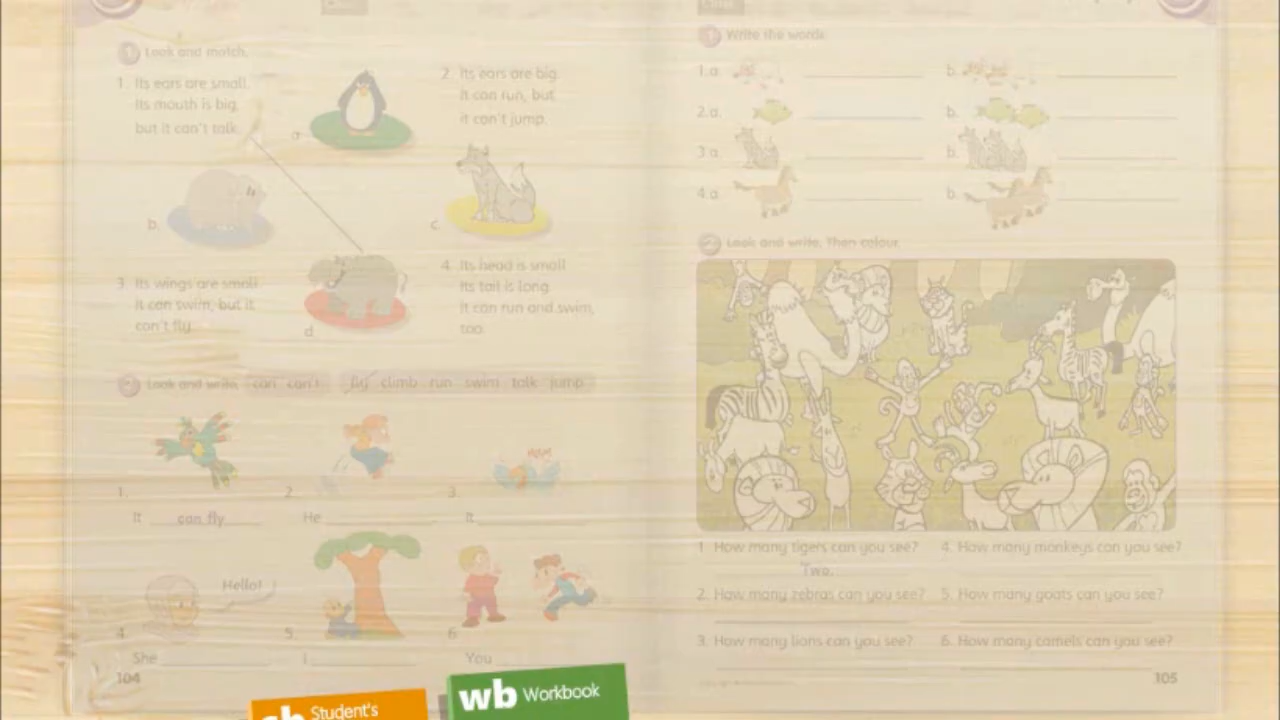 1 Look and match.
1. Its ears are small.
Its mouth is big,
but it can't talk.
a.
2. Its ears are big.
It can run, but
it can't jump.
b.
c.
3. Its wings are small.
It can swim, but it
can't fly.
d.
4. Its head is small.
Its tail is long.
It can run and swim,
too.
2 Look and write. can can't fly climb run swim talk jump
1. 2. 3.
It can fly He It
Hello!
4. 5. 6.
She I You
104
1 Write the words.
1.a. b.
2.a. b.
3.a. b.
4.a. b.
2 Look and write. Then colour.
1. How many tigers can you see? 4. How many monkeys can you see?
Two.
2. How many zebras can you see? 5. How many goats can you see?
3. How many lions can you see? 6. How many camels can you see?
105
Student's
wb Workbook